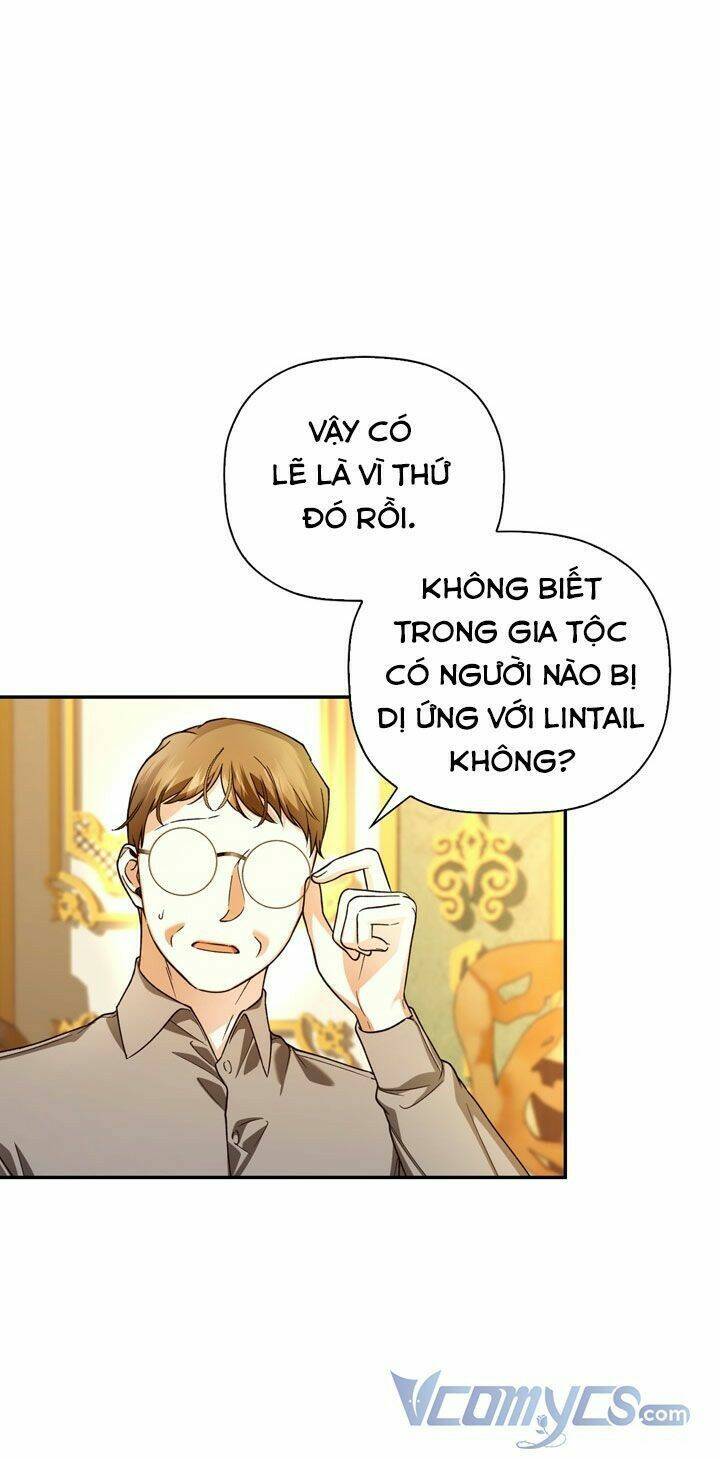 VẬY CÓ
LẼ LÀ VÌ THỨ
ĐÓ RỒI.
KHÔNG BIẾT
TRONG GIA TỘC
CÓ NGƯỜI NÀO BỊ
DỊ ỨNG VỚI LINTAIL
KHÔNG?
VCOMYCS.com